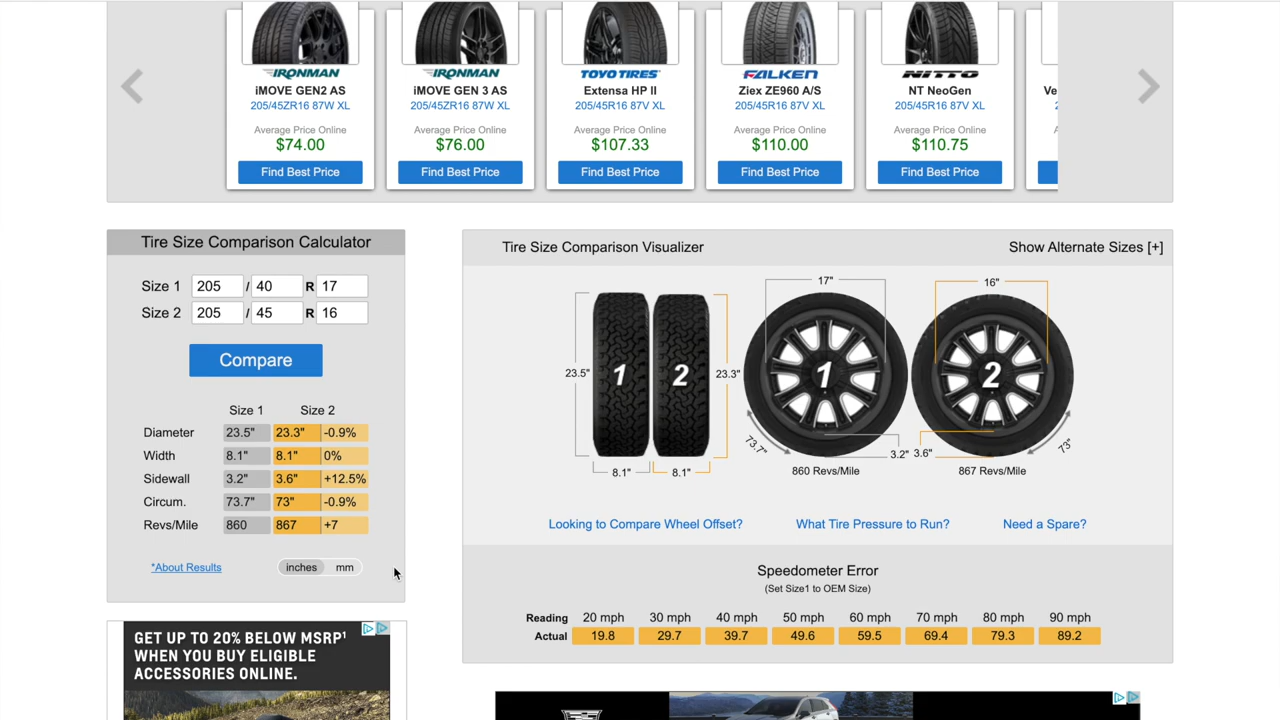 IRONMAN
iMOVE GEN2 AS
205/45ZR16 87W XL
Average Price Online
$74.00
Find Best Price
IRONMAN
iMOVE GEN 3 AS
205/45ZR16 87W XL
Average Price Online
$76.00
Find Best Price
TOYO TIRES
Extensa HP II
205/45R16 87V XL
Average Price Online
$107.33
Find Best Price
FALKEN
Ziex ZE960 A/S
205/45R16 87V XL
Average Price Online
$110.00
Find Best Price
NITTO
NT NeoGen
205/45R16 87V XL
Average Price Online
$110.75
Find Best Price
Ve
Tire Size Comparison Calculator
Size 1 205 / 40 R 17
Size 2 205 / 45 R 16
Compare
Size 1 Size 2
Diameter 23.5" 23.3" -0.9%
Width 8.1" 8.1" 0%
Sidewall 3.2" 3.6" +12.5%
Circum. 73.7" 73" -0.9%
Revs/Mile 860 867 +7
*About Results inches mm
GET UP TO 20% BELOW MSRP¹
WHEN YOU BUY ELIGIBLE
ACCESSORIES ONLINE.
Tire Size Comparison Visualizer Show Alternate Sizes [+]
17" 16"
23.5" 1 2 23.3" 1 2
73.7" 3.2" 3.6" 73"
8.1" 8.1" 860 Revs/Mile 867 Revs/Mile
Looking to Compare Wheel Offset? What Tire Pressure to Run? Need a Spare?
Speedometer Error
(Set Size1 to OEM Size)
Reading 20 mph 30 mph 40 mph 50 mph 60 mph 70 mph 80 mph 90 mph
Actual 19.8 29.7 39.7 49.6 59.5 69.4 79.3 89.2